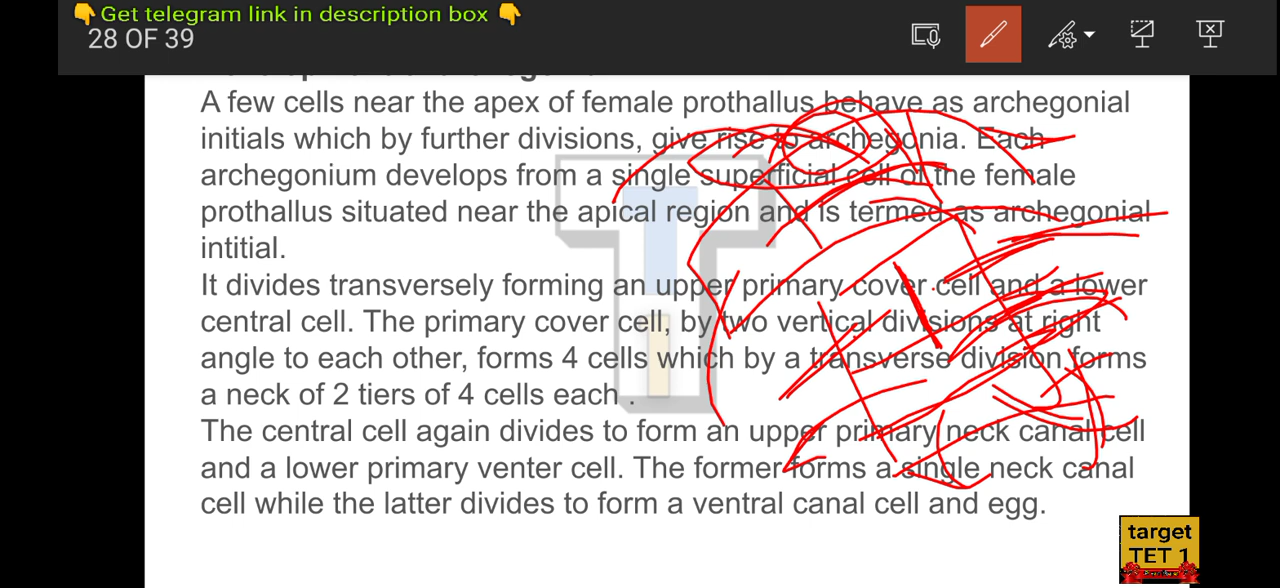 👇Get telegram link in description box 👇
28 OF 39
A few cells near the apex of female prothallus behave as archegonial
initials which by further divisions, give rise to archegonia. Each
archegonium develops from a single superficial cell of the female
prothallus situated near the apical region and is termed as archegonial
intitial.
It divides transversely forming an upper primary cover cell and a lower
central cell. The primary cover cell, by two vertical divisions at right
angle to each other, forms 4 cells which by a transverse division forms
a neck of 2 tiers of 4 cells each .
The central cell again divides to form an upper primary neck canal cell
and a lower primary venter cell. The former forms a single neck canal
cell while the latter divides to form a ventral canal cell and egg.
target
TET 1